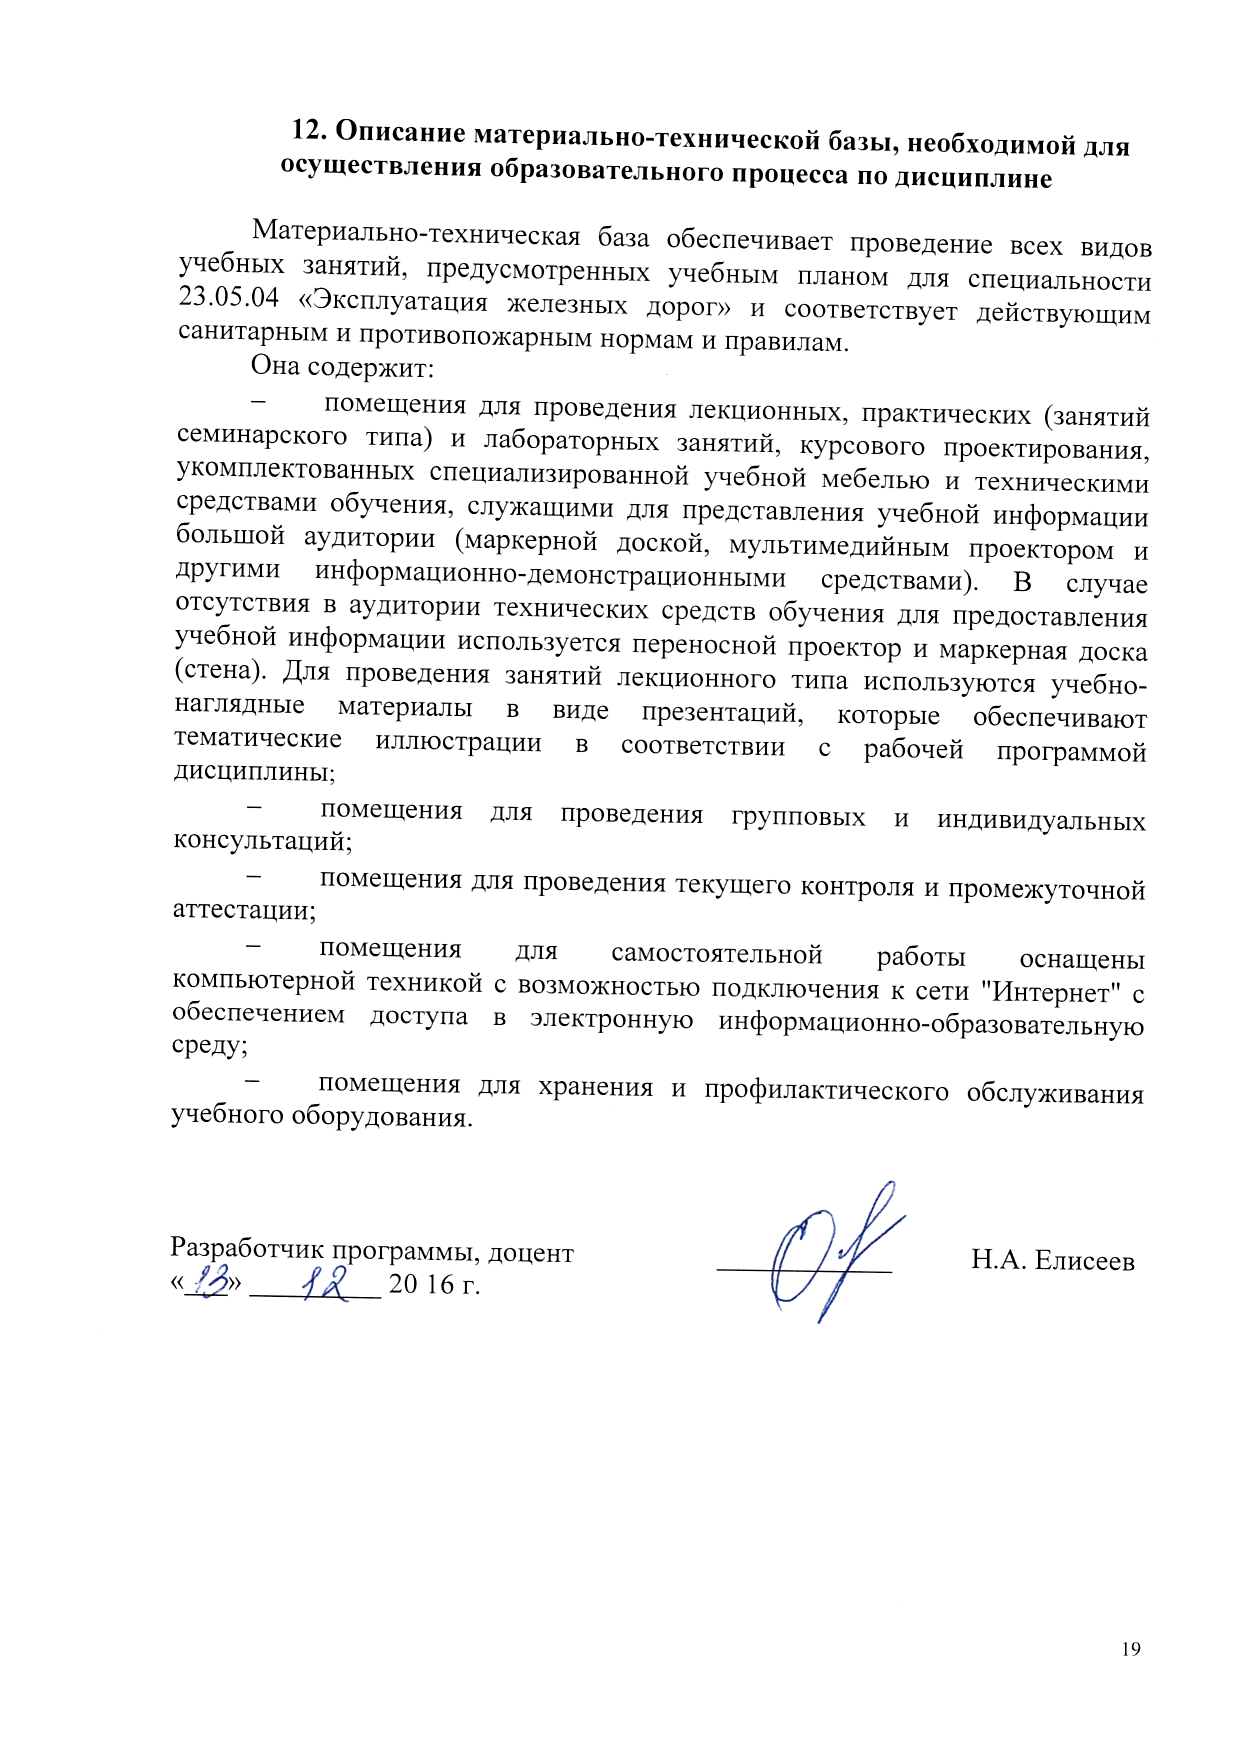 12. Описание материально-технической базы, необходимой для
осуществления образовательного процесса по дисциплине
Материально-техническая база обеспечивает проведение всех видов
учебных занятий, предусмотренных учебным планом для специальности
23.05.04 «Эксплуатация железных дорог» и соответствует действующим
санитарным и противопожарным нормам и правилам.
Она содержит:
− помещения для проведения лекционных, практических (занятий
семинарского типа) и лабораторных занятий, курсового проектирования,
укомплектованных специализированной учебной мебелью и техническими
средствами обучения, служащими для представления учебной информации
большой аудитории (маркерной доской, мультимедийным проектором и
другими информационно-демонстрационными средствами). В случае
отсутствия в аудитории технических средств обучения для предоставления
учебной информации используется переносной проектор и маркерная доска
(стена). Для проведения занятий лекционного типа используются учебно-
наглядные материалы в виде презентаций, которые обеспечивают
тематические иллюстрации в соответствии с рабочей программой
дисциплины;
− помещения для проведения групповых и индивидуальных
консультаций;
− помещения для проведения текущего контроля и промежуточной
аттестации;
− помещения для самостоятельной работы оснащены
компьютерной техникой с возможностью подключения к сети "Интернет" с
обеспечением доступа в электронную информационно-образовательную
среду;
− помещения для хранения и профилактического обслуживания
учебного оборудования.
Разработчик программы, доцент Н.А. Елисеев
«13» 12 20 16 г.
19